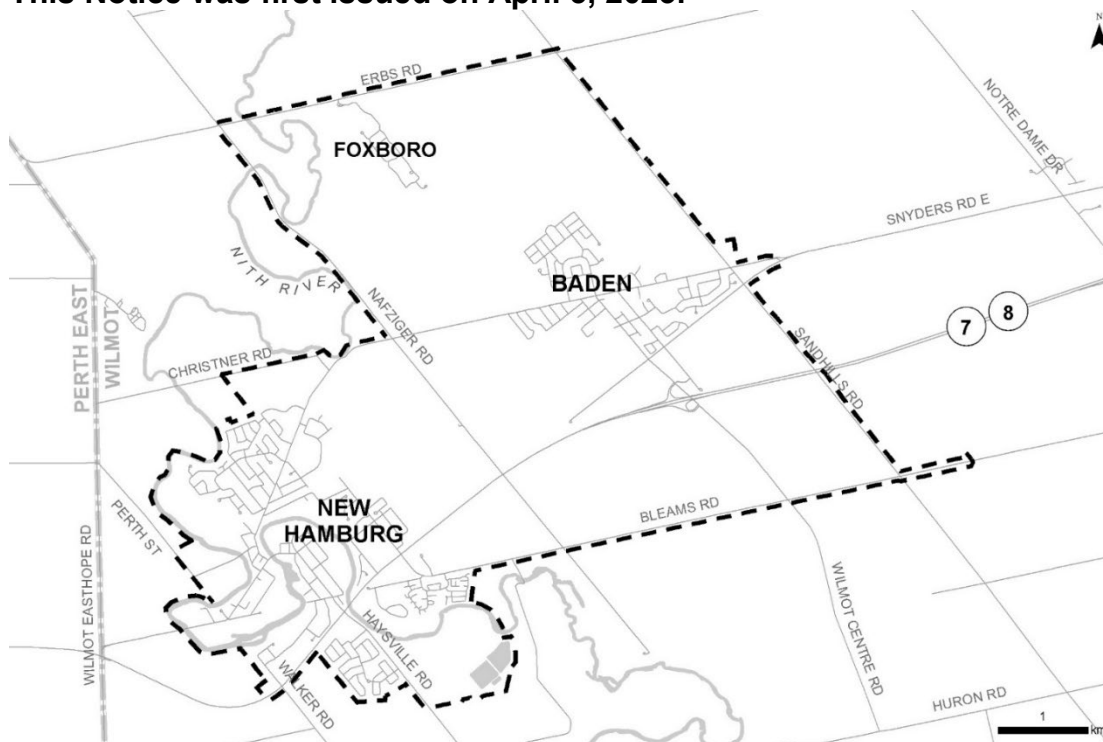 This Notice was first issued on April
N
ERBS RD
FOXBORO
NOTRE DAME DR
SNYDERS RD E
BADEN
NITH RIVER
NAFZIGER RD
7
8
PERTH EAST
WILMOT
CHRISTNER RD
SANDHILLS RD
NEW
HAMBURG
BLEAMS RD
PERTH ST
WILMOT EASTHOPE RD
HAYSVILLE RD
WALKER RD
WILMOT CENTRE RD
HURON RD
1
km